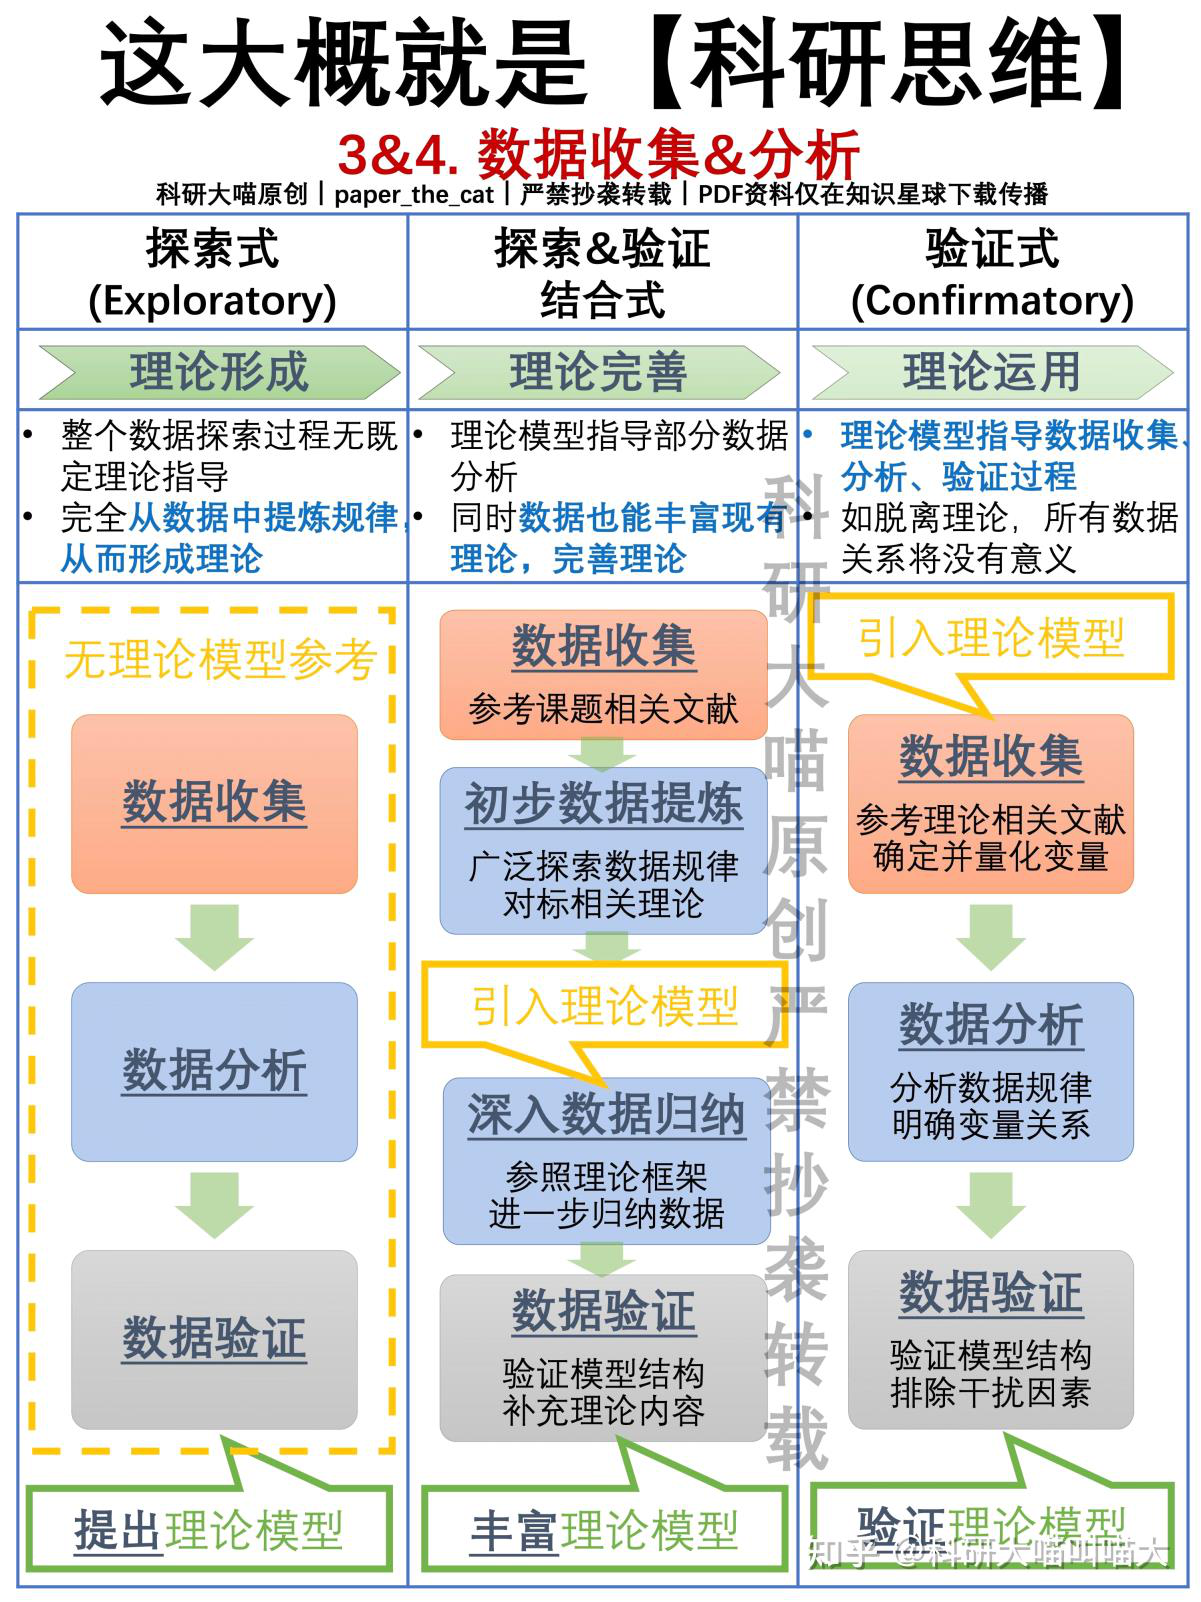 这大概就是【科研思维】
3&4. 数据收集&分析
科研大喵原创｜paper_the_cat｜严禁抄袭转载｜PDF资料仅在知识星球下载传播
探索式
(Exploratory)
探索&验证
结合式
验证式
(Confirmatory)
理论形成
理论完善
理论运用
• 整个数据探索过程无既
定理论指导
• 完全从数据中提炼规律，
从而形成理论
• 理论模型指导部分数据
分析
• 同时数据也能丰富现有
理论，完善理论
• 理论模型指导数据收集、
分析、验证过程
• 如脱离理论，所有数据
关系将没有意义
无理论模型参考
数据收集
数据分析
数据验证
提出理论模型
数据收集
参考课题相关文献
初步数据提炼
广泛探索数据规律
对标相关理论
引入理论模型
深入数据归纳
参照理论框架
进一步归纳数据
数据验证
验证模型结构
补充理论内容
丰富理论模型
引入理论模型
数据收集
参考理论相关文献
确定并量化变量
数据分析
分析数据规律
明确变量关系
数据验证
验证模型结构
排除干扰因素
验证理论模型
科研大喵原创严禁抄袭转载
知乎 @科研大喵叫喵大